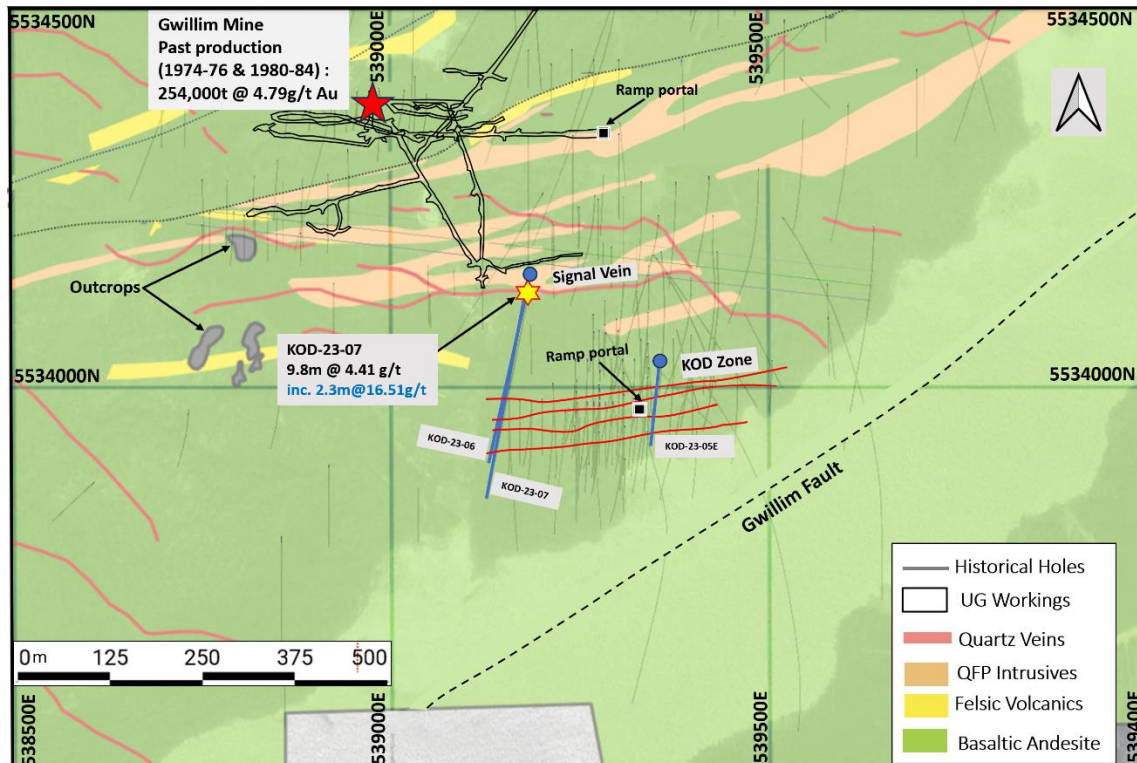 5534500N
5534500N
Gwillim Mine
Past production
(1974-76 & 1980-84) :
254,000t @ 4.79g/t Au
539000E
539500E
Ramp portal
Outcrops
Signal Vein
KOD-23-07
9.8m @ 4.41 g/t
inc. 2.3m@16.51g/t
Ramp portal
KOD Zone
5534000N
5534000N
KOD-23-06
KOD-23-05E
KOD-23-07
Gwillim Fault
Historical Holes
UG Workings
Quartz Veins
QFP Intrusives
Felsic Volcanics
Basaltic Andesite
0m 125 250 375 500
538500E
539000E
539500E
539400E